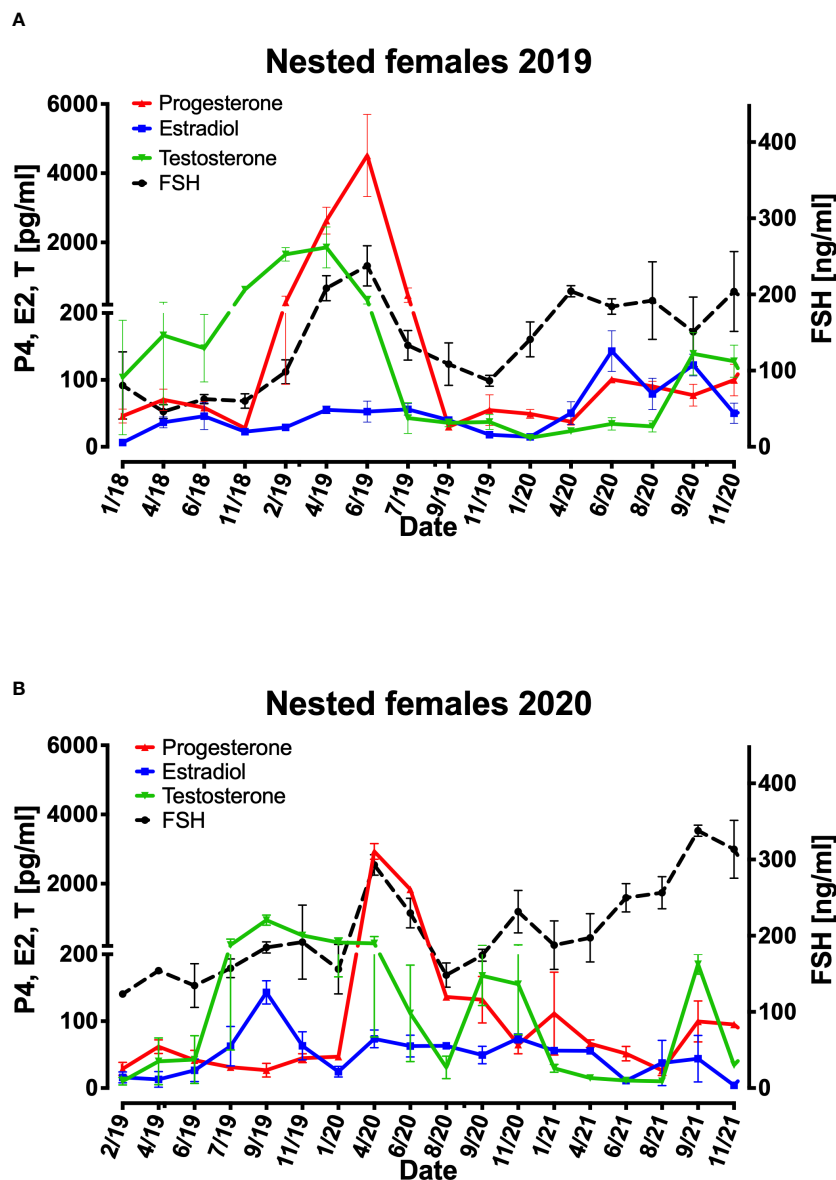 A
Nested females 2019
Progesterone
Estradiol
Testosterone
FSH
P4, E2, T [pg/ml]
6000
4000
2000
200
100
0
FSH [ng/ml]
400
300
200
100
0
1/18 4/18 6/18 11/18 2/19 4/19 6/19 7/19 9/19 11/19 1/20 4/20 6/20 8/20 9/20 11/20
Date
B
Nested females 2020
Progesterone
Estradiol
Testosterone
FSH
P4, E2, T [pg/ml]
6000
4000
2000
200
100
0
FSH [ng/ml]
400
300
200
100
0
2/19 4/19 6/19 7/19 9/19 11/19 1/20 4/20 6/20 8/20 9/20 11/20 1/21 4/21 6/21 8/21 9/21 11/21
Date